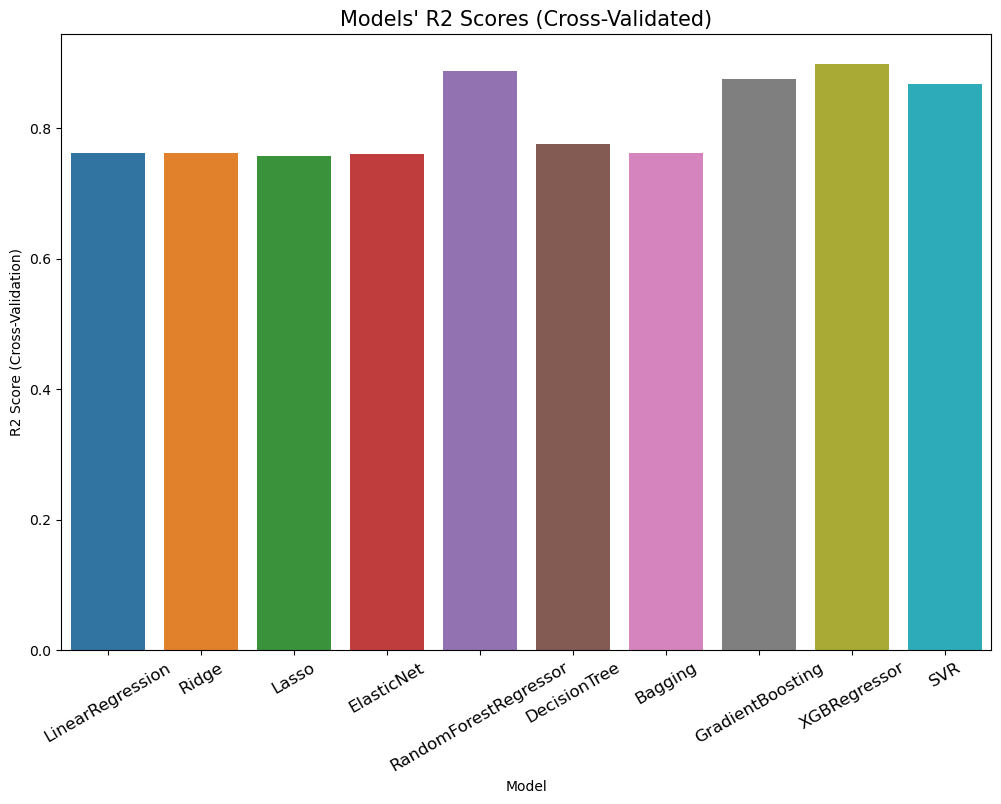 Models' R2 Scores (Cross-Validated)
R2 Score (Cross-Validation)
0.8
0.6
0.4
0.2
0.0
LinearRegression
Ridge
Lasso
ElasticNet
RandomForestRegressor
DecisionTree
Bagging
GradientBoosting
XGBRegressor
SVR
Model